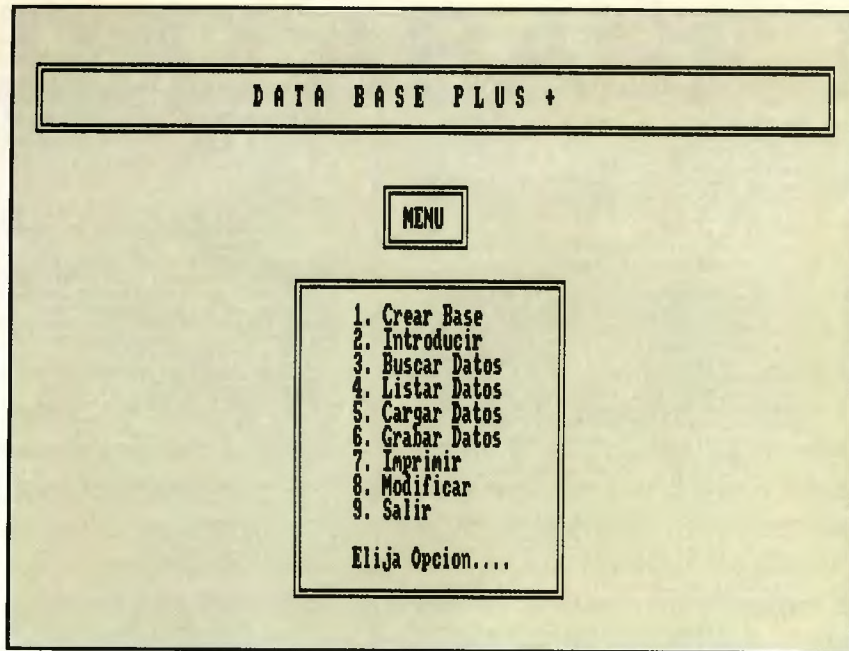 DATA BASE PLUS +
MENU
1. Crear Base
2. Introducir
3. Buscar Datos
4. Listar Datos
5. Cargar Datos
6. Grabar Datos
7. Imprimir
8. Modificar
9. Salir
Elija Opcion....